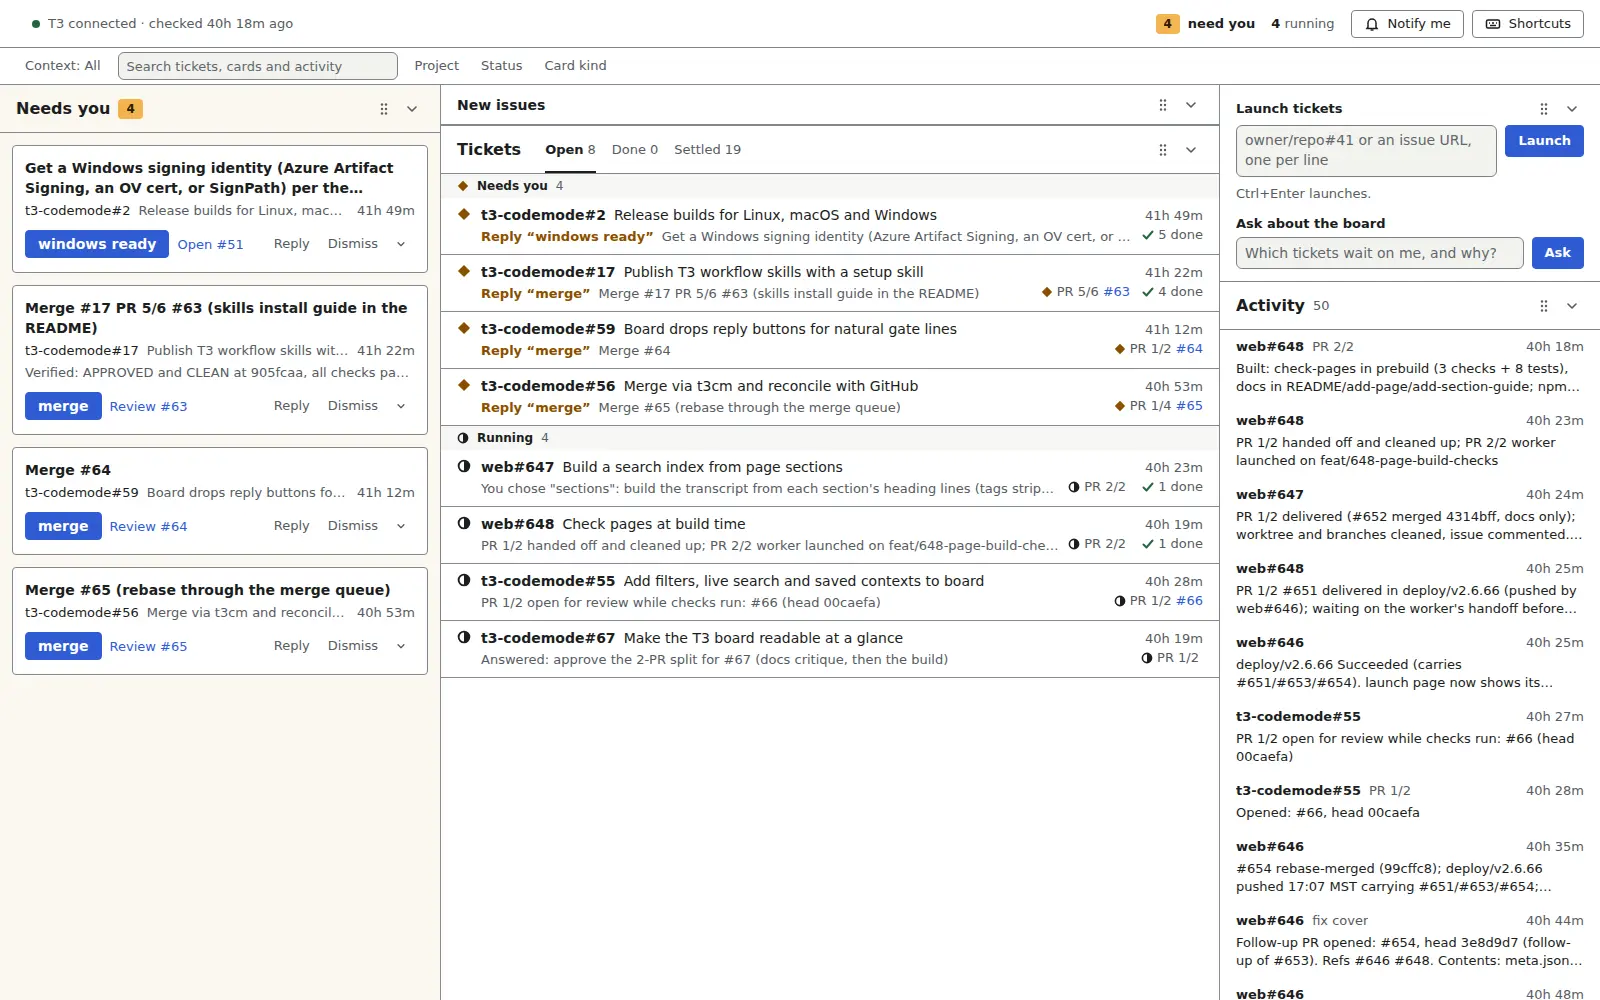 T3 connected · checked 40h 18m ago
4 need you 4 running Notify me Shortcuts
Context: All Search tickets, cards and activity Project Status Card kind
Needs you 4
Get a Windows signing identity (Azure Artifact
Signing, an OV cert, or SignPath) per the…
t3-codemode#2 Release builds for Linux, mac… 41h 49m
windows ready Open #51 Reply Dismiss
Merge #17 PR 5/6 #63 (skills install guide in the
README)
t3-codemode#17 Publish T3 workflow skills wit… 41h 22m
Verified: APPROVED and CLEAN at 905fcaa, all checks pa…
merge Review #63 Reply Dismiss
Merge #64
t3-codemode#59 Board drops reply buttons fo… 41h 12m
merge Review #64 Reply Dismiss
Merge #65 (rebase through the merge queue)
t3-codemode#56 Merge via t3cm and reconcil… 40h 53m
merge Review #65 Reply Dismiss
New issues
Tickets Open 8 Done 0 Settled 19
Needs you 4
t3-codemode#2 Release builds for Linux, macOS and Windows 41h 49m
Reply “windows ready” Get a Windows signing identity (Azure Artifact Signing, an OV cert, or … 5 done
t3-codemode#17 Publish T3 workflow skills with a setup skill 41h 22m
Reply “merge” Merge #17 PR 5/6 #63 (skills install guide in the README) PR 5/6 #63 4 done
t3-codemode#59 Board drops reply buttons for natural gate lines 41h 12m
Reply “merge” Merge #64 PR 1/2 #64
t3-codemode#56 Merge via t3cm and reconcile with GitHub 40h 53m
Reply “merge” Merge #65 (rebase through the merge queue) PR 1/4 #65
Running 4
web#647 Build a search index from page sections 40h 23m
You chose "sections": build the transcript from each section's heading lines (tags strip… PR 2/2 1 done
web#648 Check pages at build time 40h 19m
PR 1/2 handed off and cleaned up; PR 2/2 worker launched on feat/648-page-build-che… PR 2/2 1 done
t3-codemode#55 Add filters, live search and saved contexts to board 40h 28m
PR 1/2 open for review while checks run: #66 (head 00caefa) PR 1/2 #66
t3-codemode#67 Make the T3 board readable at a glance 40h 19m
Answered: approve the 2-PR split for #67 (docs critique, then the build) PR 1/2
Launch tickets
owner/repo#41 or an issue URL,
one per line
Launch
Ctrl+Enter launches.
Ask about the board
Which tickets wait on me, and why? Ask
Activity 50
web#648 PR 2/2 40h 18m
Built: check-pages in prebuild (3 checks + 8 tests),
docs in README/add-page/add-section-guide; npm…
web#648 40h 23m
PR 1/2 handed off and cleaned up; PR 2/2 worker
launched on feat/648-page-build-checks
web#647 40h 24m
PR 1/2 delivered (#652 merged 4314bff, docs only);
worktree and branches cleaned, issue commented.…
web#648 40h 25m
PR 1/2 #651 delivered in deploy/v2.6.66 (pushed by
web#646); waiting on the worker's handoff before…
web#646 40h 25m
deploy/v2.6.66 Succeeded (carries
#651/#653/#654). launch page now shows its…
t3-codemode#55 40h 27m
PR 1/2 open for review while checks run: #66 (head
00caefa)
t3-codemode#55 PR 1/2 40h 28m
Opened: #66, head 00caefa
web#646 40h 35m
#654 rebase-merged (99cffc8); deploy/v2.6.66
pushed 17:07 MST carrying #651/#653/#654;…
web#646 fix cover 40h 44m
Follow-up PR opened: #654, head 3e8d9d7 (follow-
up of #653). Refs #646 #648. Contents: meta.json…
web#646 40h 48m